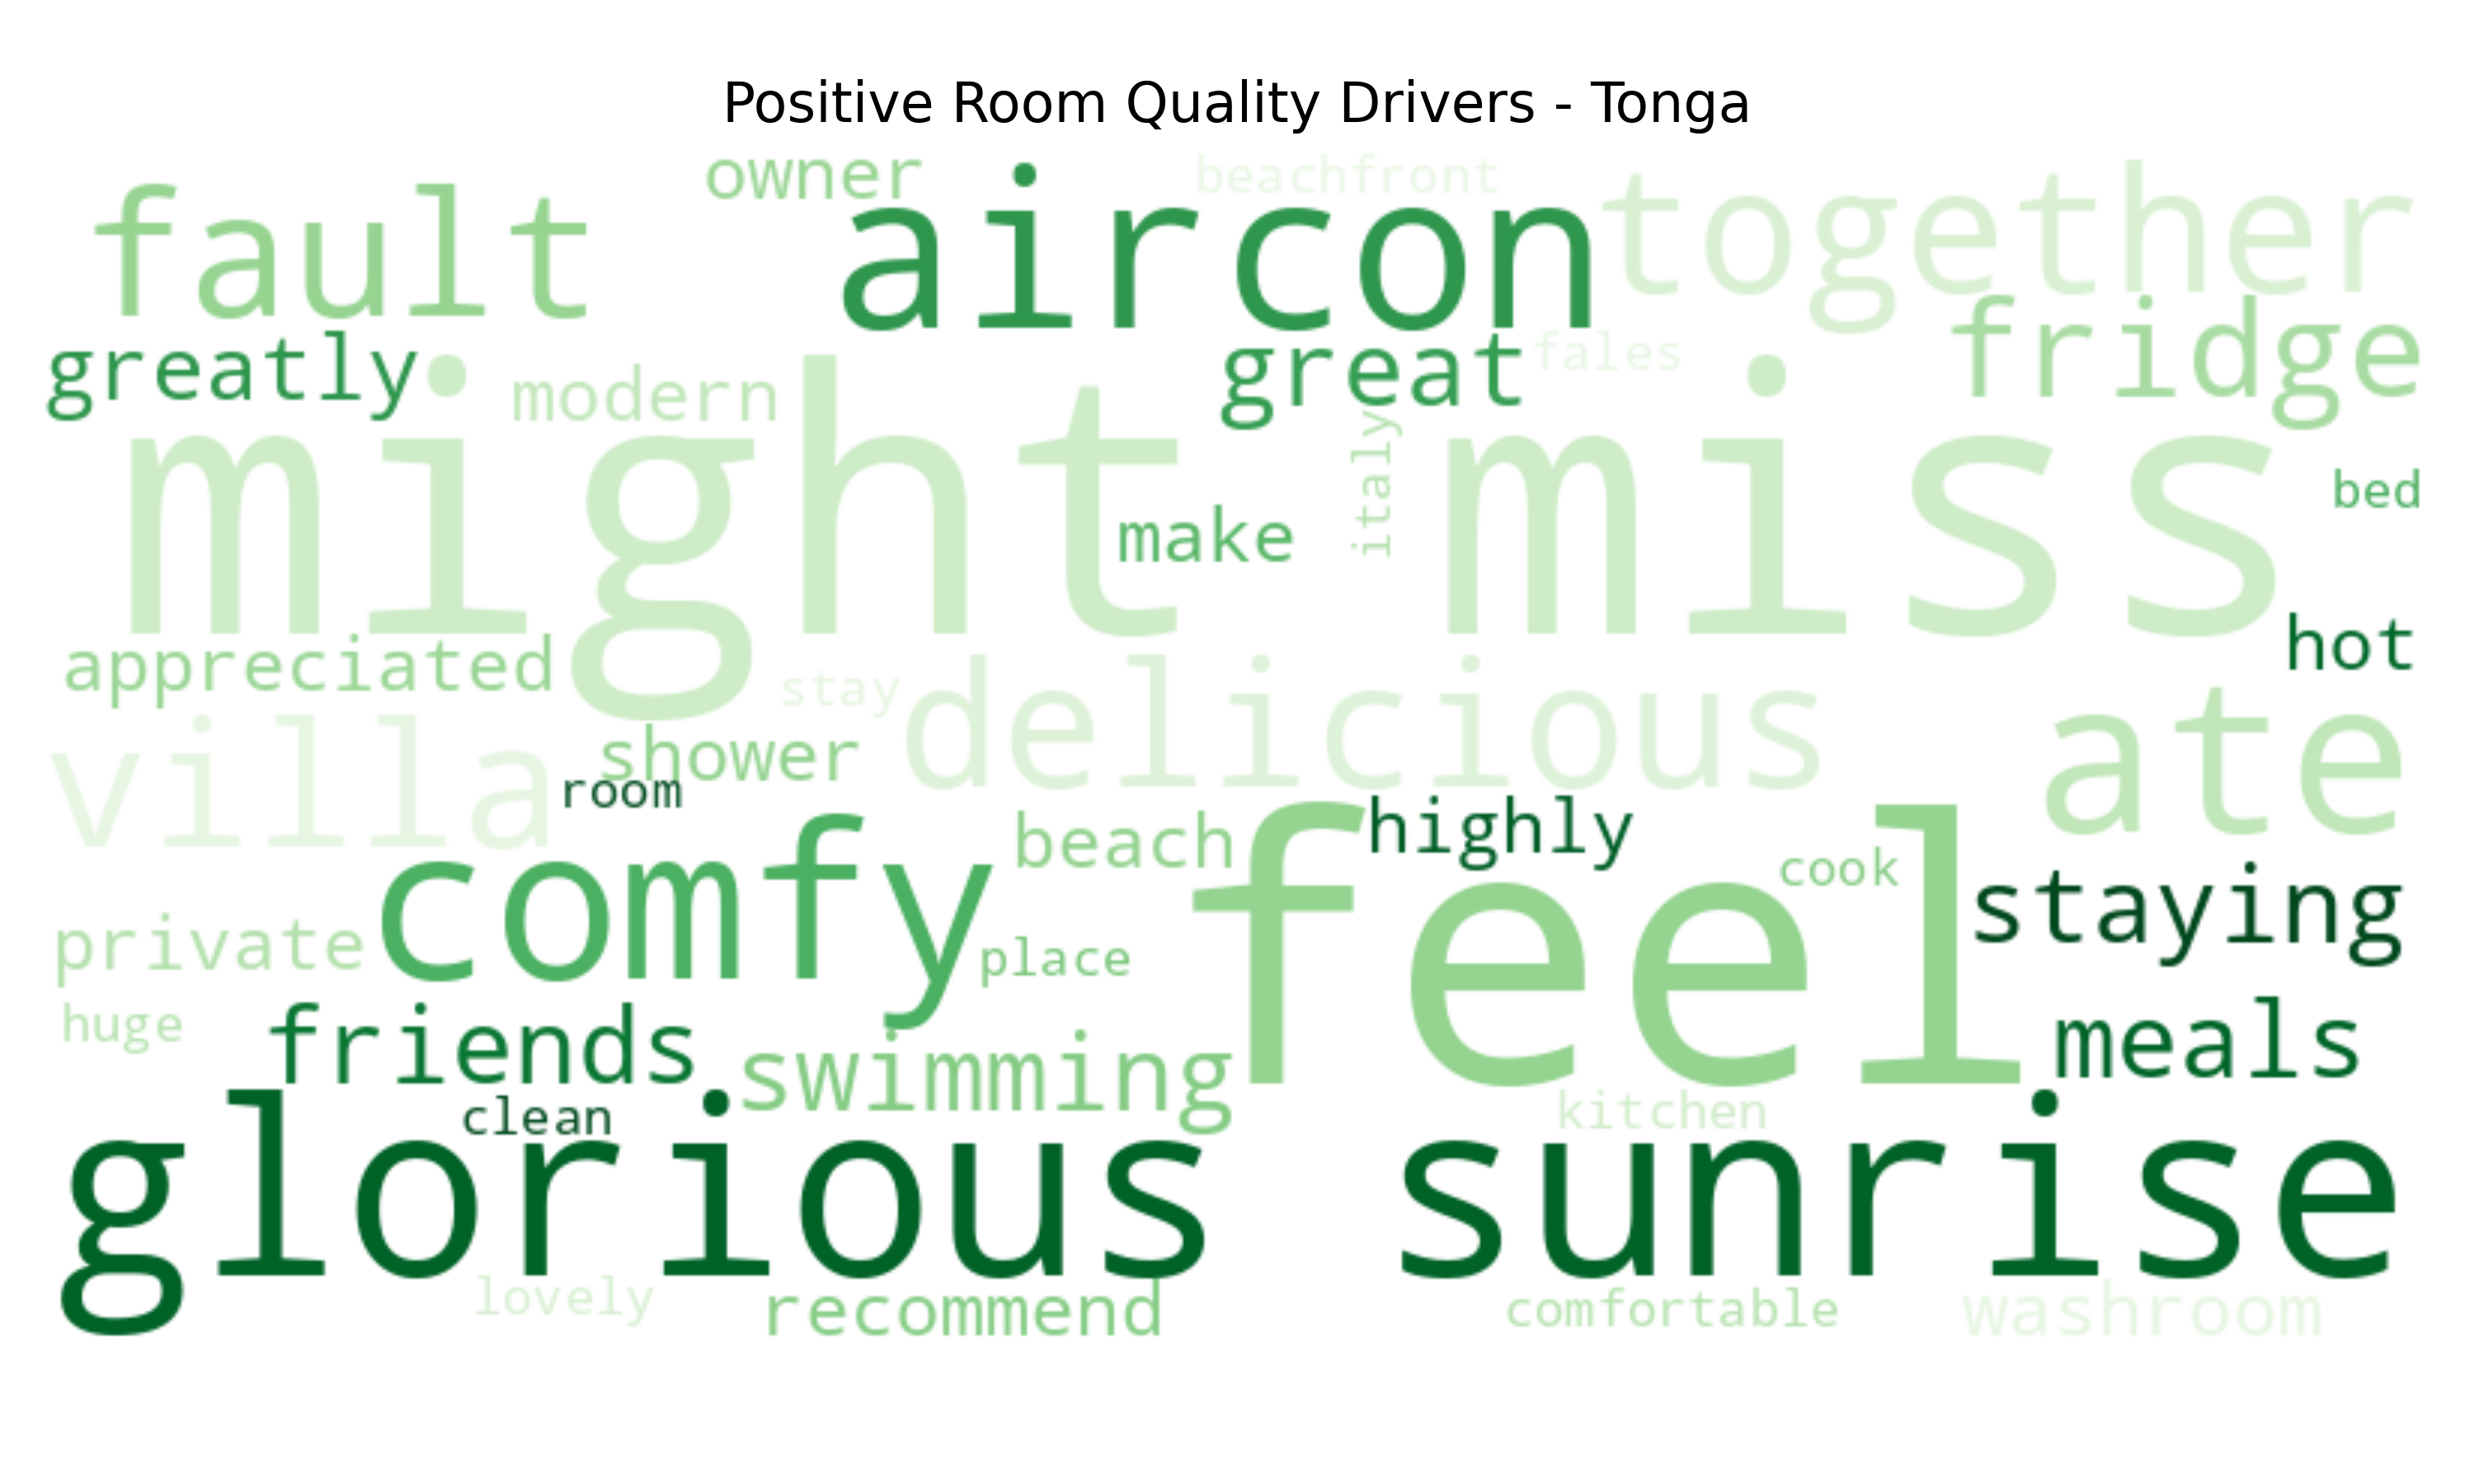 Positive Room Quality Drivers - Tonga
owner beachfront
fault aircon together
greatly modern great fales fridge
might miss
make italy bed
appreciated stay hot
villa shower delicious ate
room beach highly
comfy feel cook staying
private place
huge friends swimming meals
clean kitchen
glorious sunrise
lovely recommend comfortable washroom